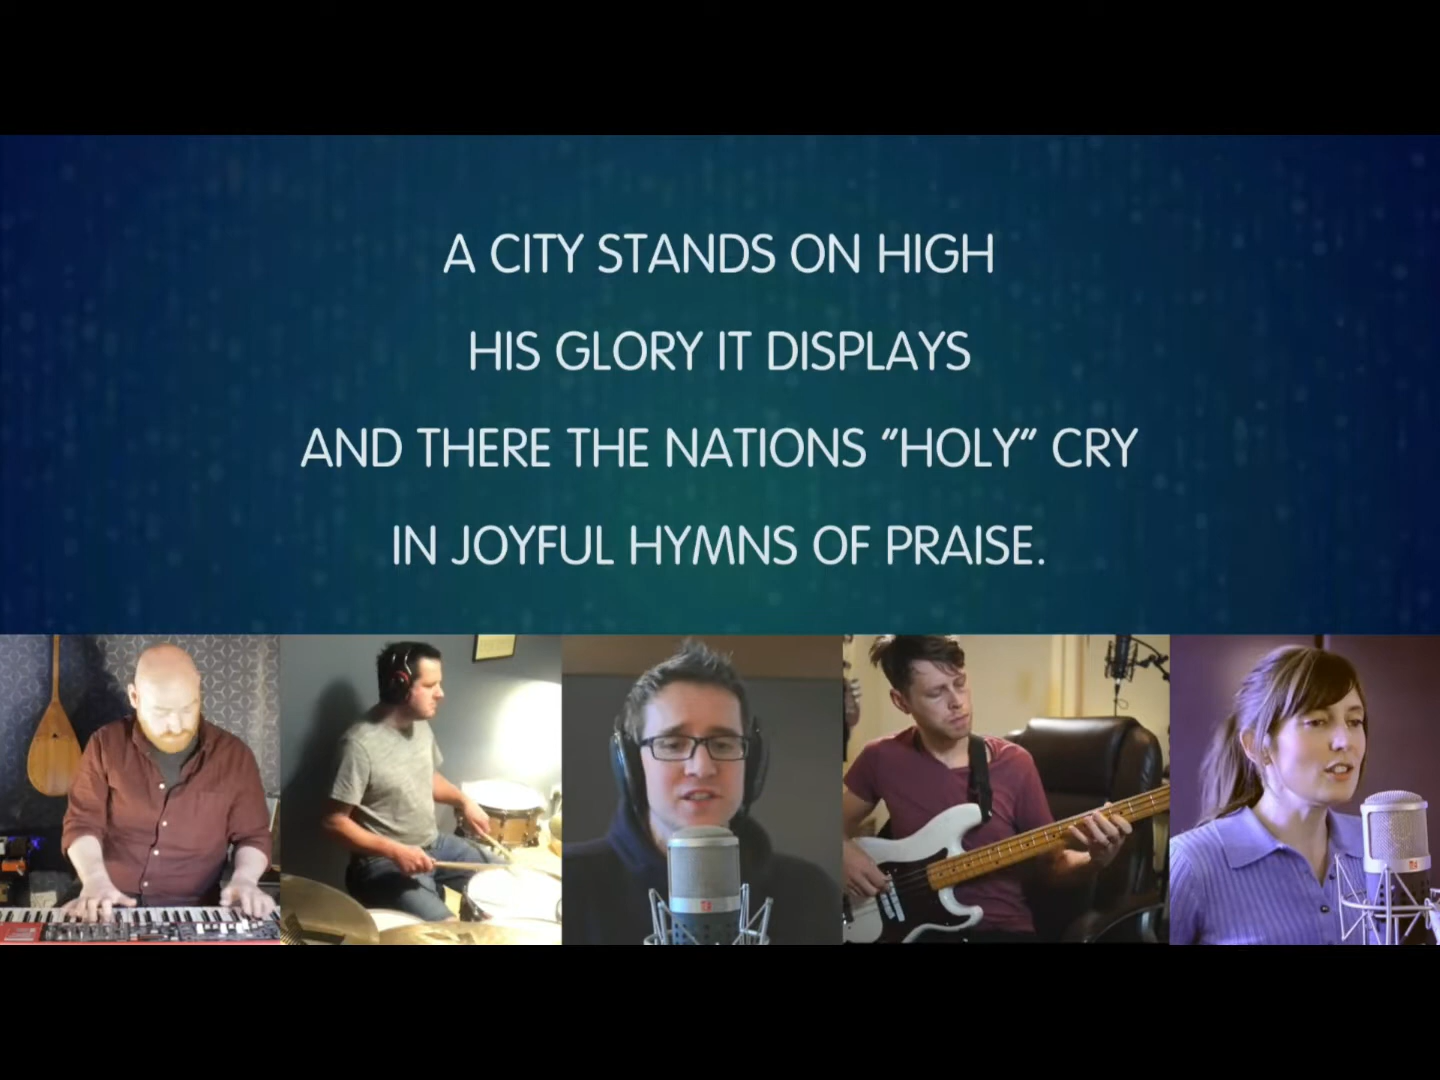 A CITY STANDS ON HIGH
HIS GLORY IT DISPLAYS
AND THERE THE NATIONS “HOLY” CRY
IN JOYFUL HYMNS OF PRAISE.